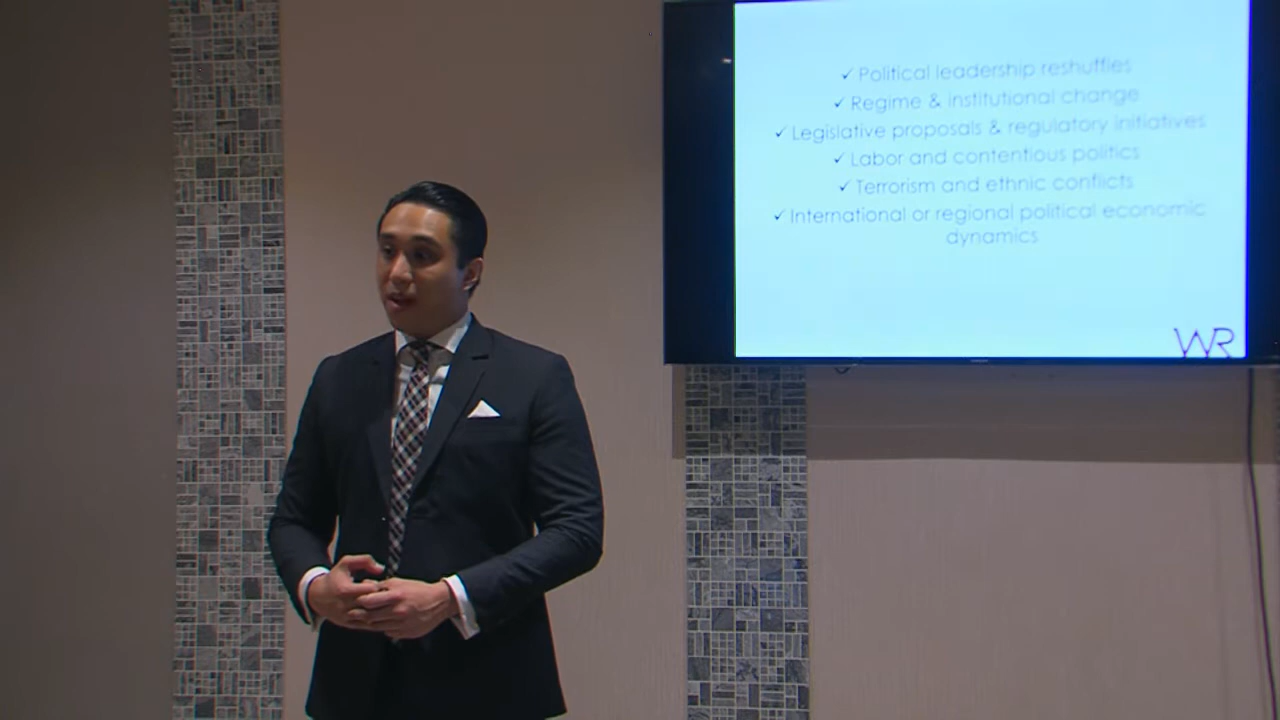 ✓ Political leadership reshuffles
✓ Regime & institutional change
✓ Legislative proposals & regulatory initiatives
✓ Labor and contentious politics
✓ Terrorism and ethnic conflicts
✓ International or regional political economic
dynamics
WR